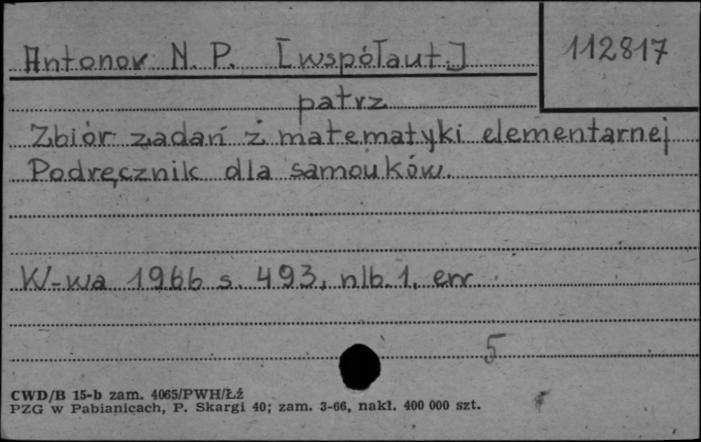 Antonov N. P. [współaut.]
112817
patrz
Zbiór zadań z matematyki elementarnej
Podręcznik dla samouków.
W-wa 1966 s. 493, nlb. 1, err
5
CWD/B 15-b zam. 4065/PWH/Łź
PZG w Pabianicach, P. Skargi 40; zam. 3-66, nakł. 400 000 szt.